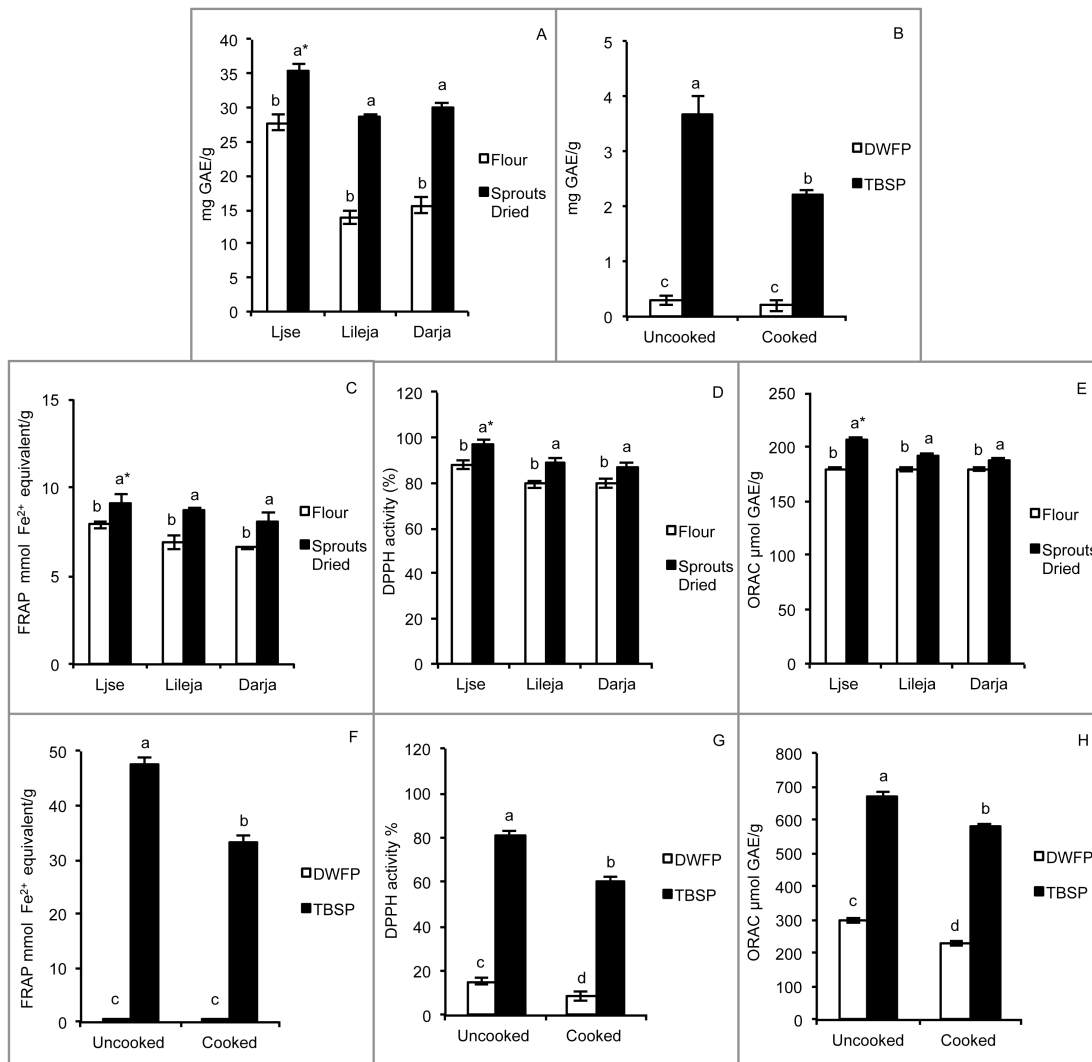 A
40
35
30
25
20
15
10
5
0
mg GAE/g
b
a*
b
a
b
a
Ljse
Lileja
Darja
Flour
Sprouts
Dried
B
5
4
3
2
1
0
mg GAE/g
c
a
c
b
Uncooked
Cooked
DWFP
TBSP
C
15
10
5
0
FRAP mmol Fe²⁺ equivalent/g
b
a*
b
a
b
a
Ljse
Lileja
Darja
Flour
Sprouts
Dried
D
120
100
80
60
40
20
0
DPPH activity (%)
b
a*
b
a
b
a
Ljse
Lileja
Darja
Flour
Sprouts
Dried
E
250
200
150
100
50
0
ORAC µmol GAE/g
b
a*
b
a
b
a
Ljse
Lileja
Darja
Flour
Sprouts
Dried
F
50
40
30
20
10
0
FRAP mmol Fe²⁺ equivalent/g
c
a
c
b
Uncooked
Cooked
DWFP
TBSP
G
120
100
80
60
40
20
0
DPPH activity %
c
a
d
b
Uncooked
Cooked
DWFP
TBSP
H
800
700
600
500
400
300
200
100
0
ORAC µmol GAE/g
c
a
d
b
Uncooked
Cooked
DWFP
TBSP